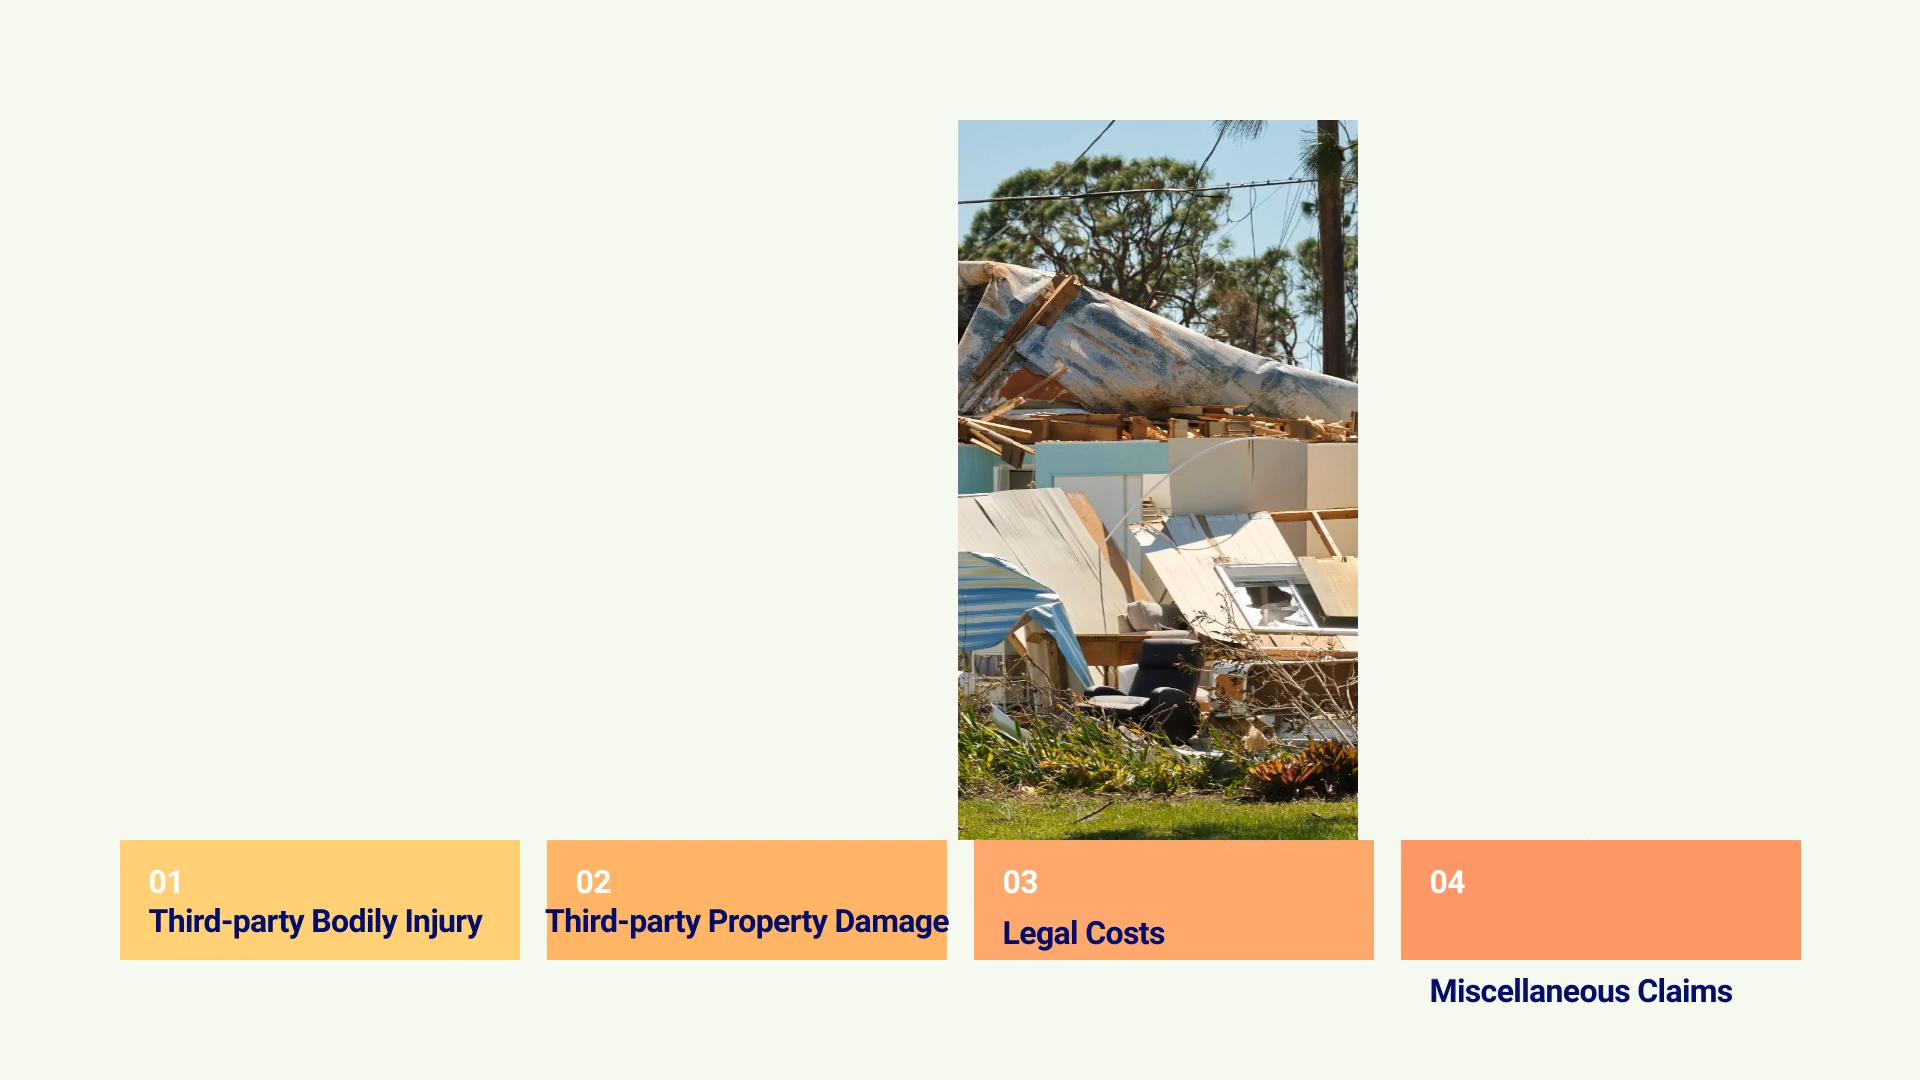 01
Third-party Bodily Injury
02
Third-party Property Damage
03
Legal Costs
04
Miscellaneous Claims